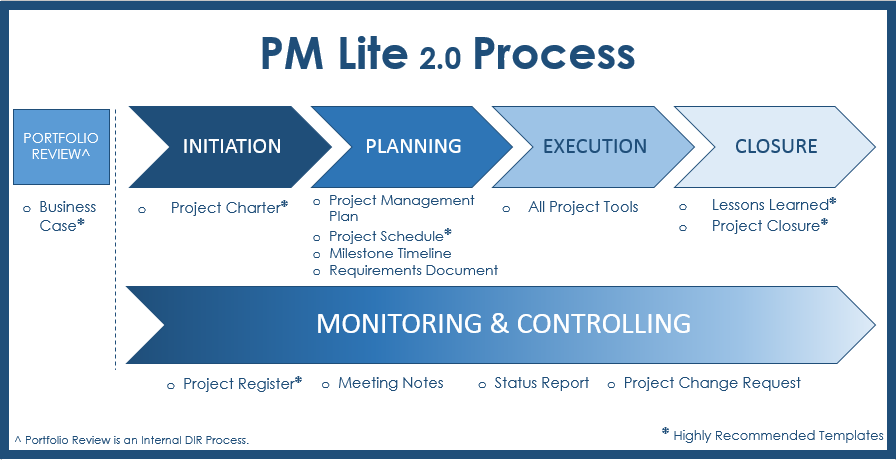 PM Lite 2.0 Process
PORTFOLIO
REVIEW^
INITIATION
PLANNING
EXECUTION
CLOSURE
o Business
Case*
o Project Charter*
o Project Management
Plan
o Project Schedule*
o Milestone Timeline
o Requirements Document
o All Project Tools
o Lessons Learned*
o Project Closure*
MONITORING & CONTROLLING
o Project Register*
o Meeting Notes
o Status Report
o Project Change Request
^ Portfolio Review is an Internal DIR Process.
* Highly Recommended Templates